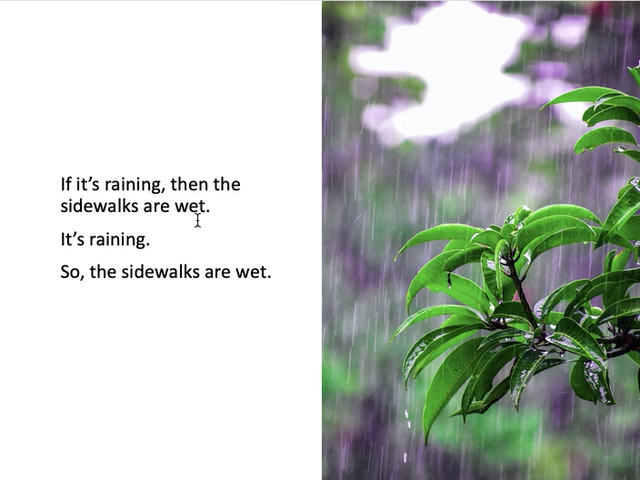 If it’s raining, then the
sidewalks are wet.
It’s raining.
So, the sidewalks are wet.